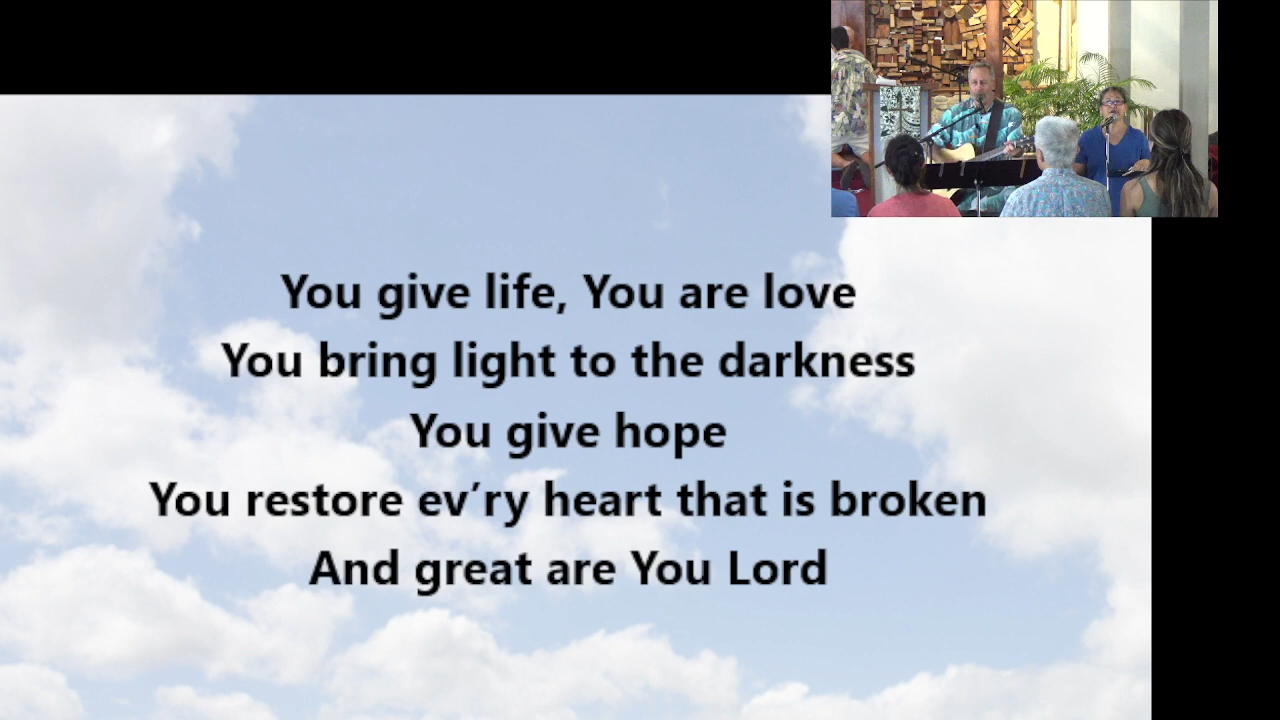 You give life, You are love
You bring light to the darkness
You give hope
You restore ev’ry heart that is broken
And great are You Lord